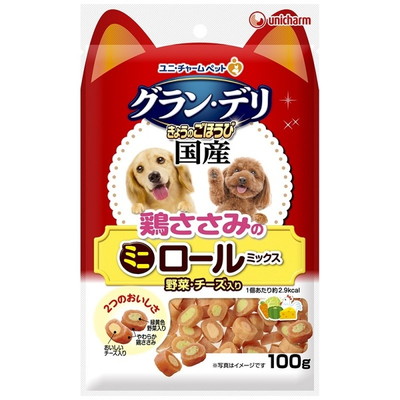 unicharm
ユニ・チャームペット
グラン・デリ
きょうのごほうび
国産
鶏ささみの
ミニロールミックス
野菜・チーズ入り
1個あたり約2.9kcal
2つのおいしさ
緑黄色
野菜入り
おいしい
チーズ入り
やわらか
鶏ささみ
※写真はイメージです
100g